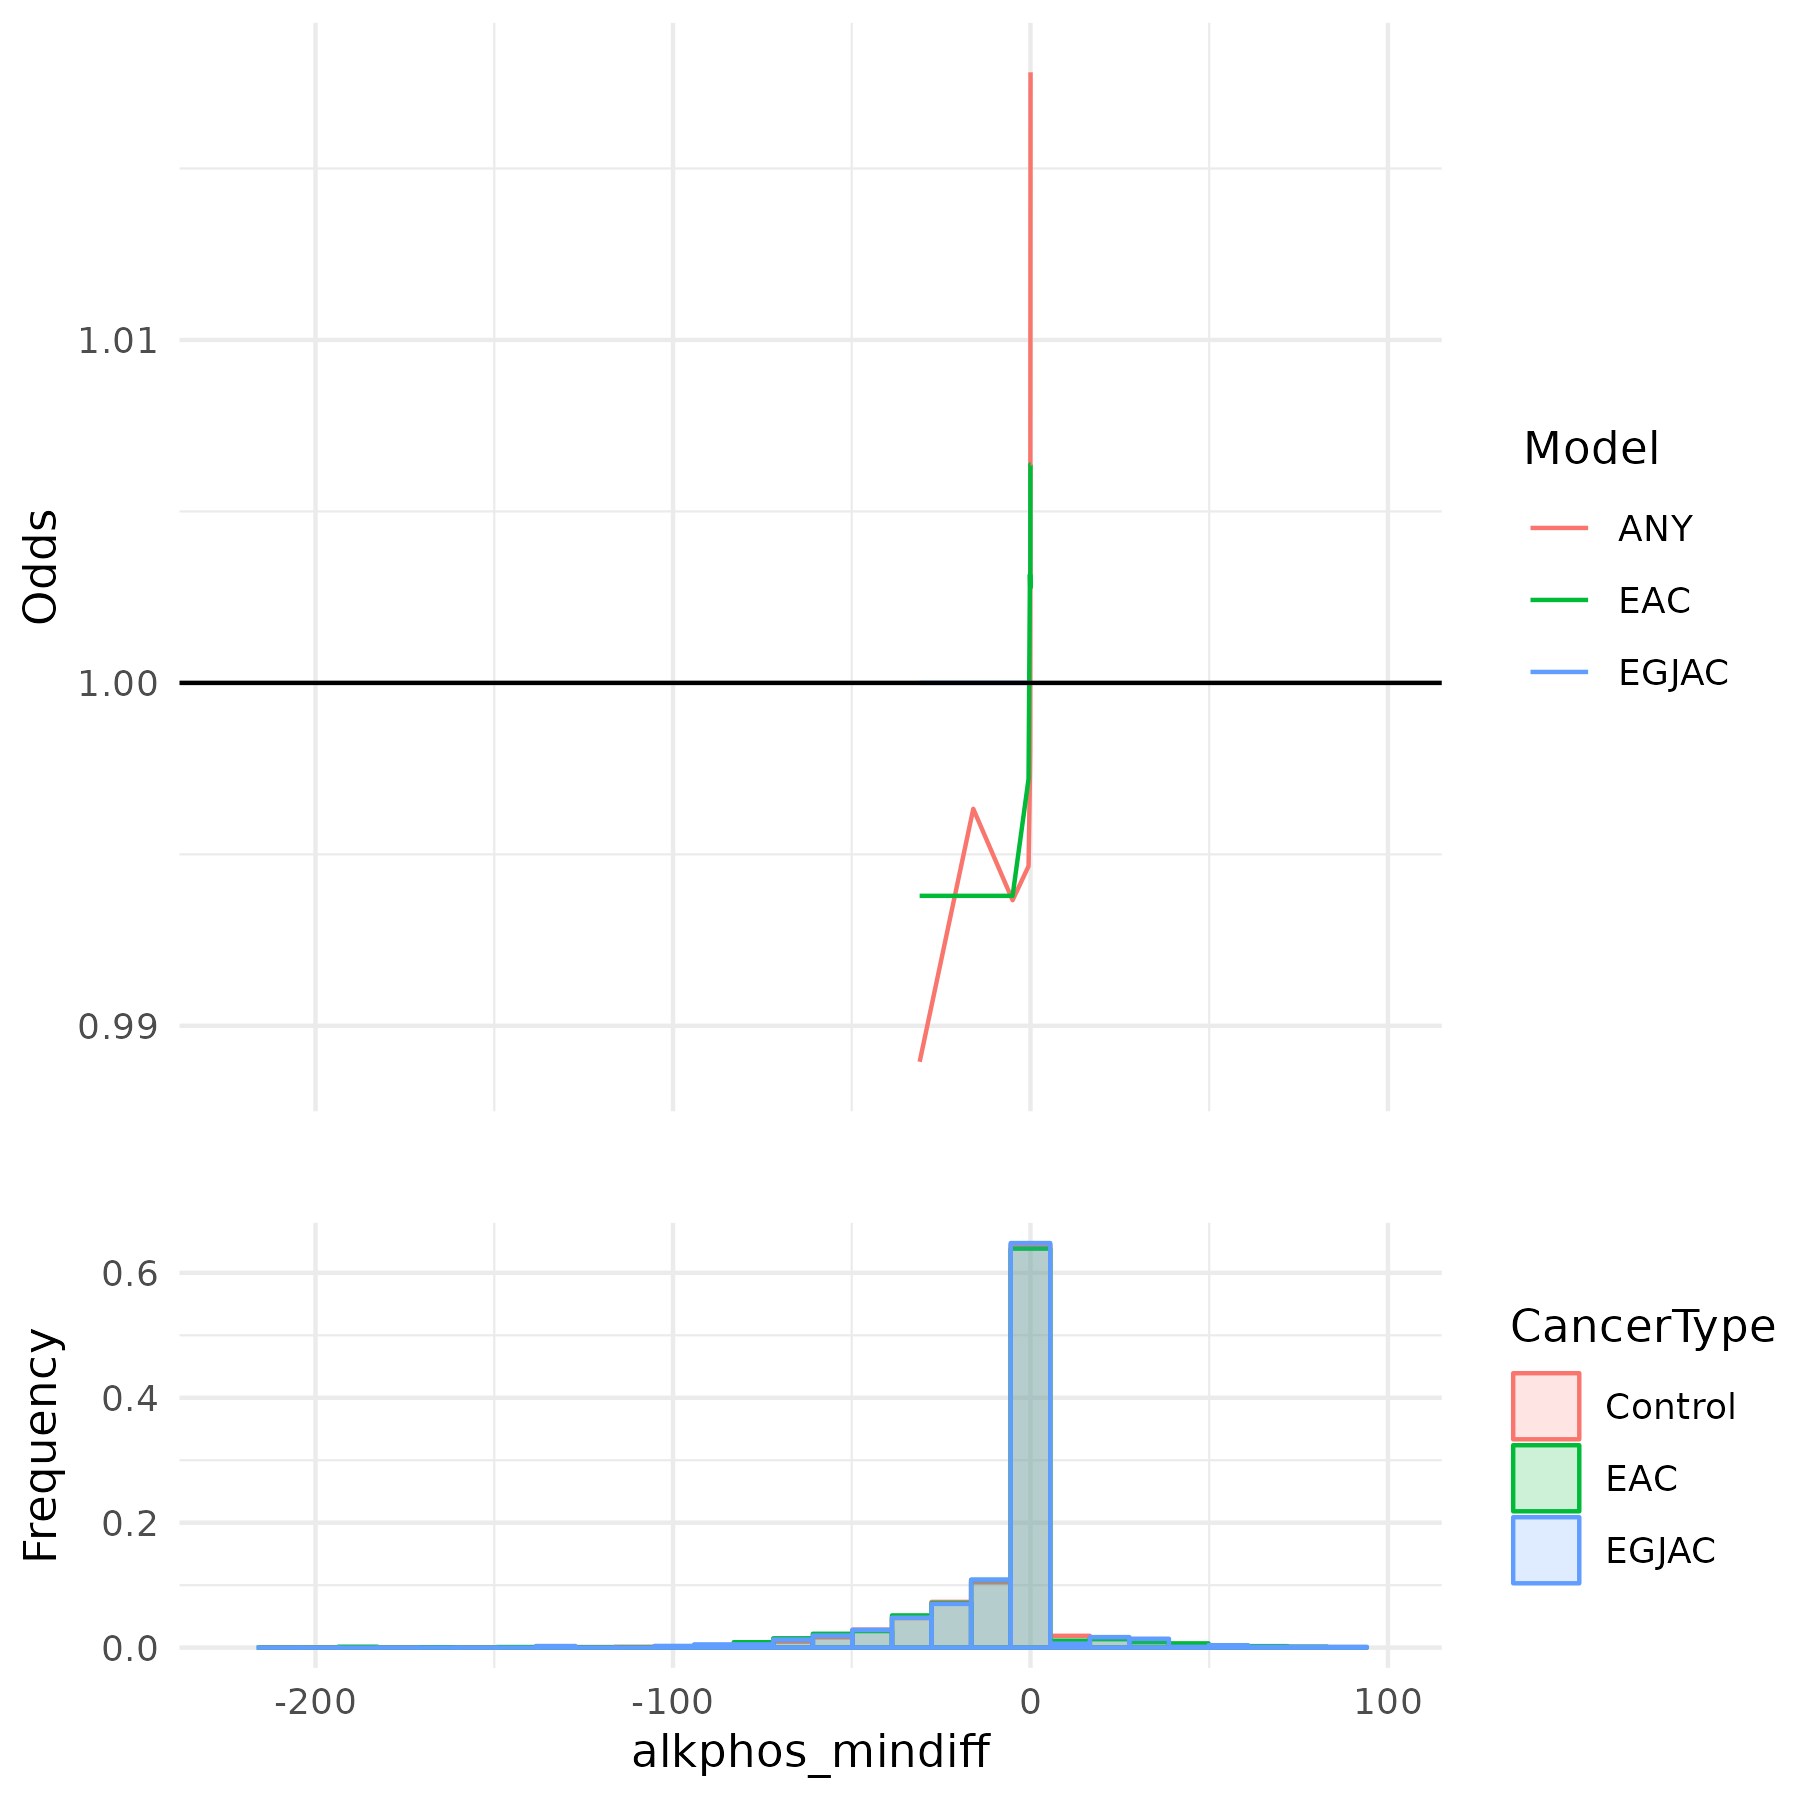 Odds
1.01
1.00
0.99
Model
ANY
EAC
EGJAC
Frequency
0.6
0.4
0.2
0.0
-200 -100 0 100
alkphos_mindiff
CancerType
Control
EAC
EGJAC